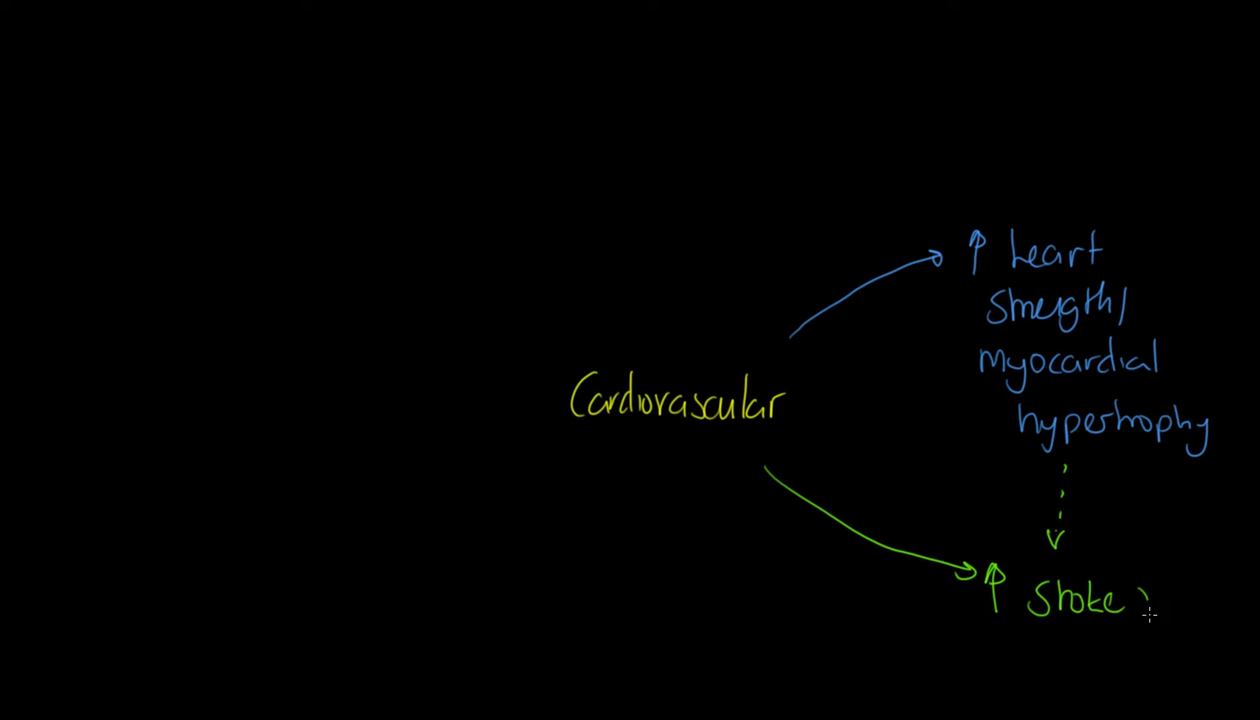 ↑ heart
strength/
myocardial
hypertrophy
Cardiovascular
↑ Stroke